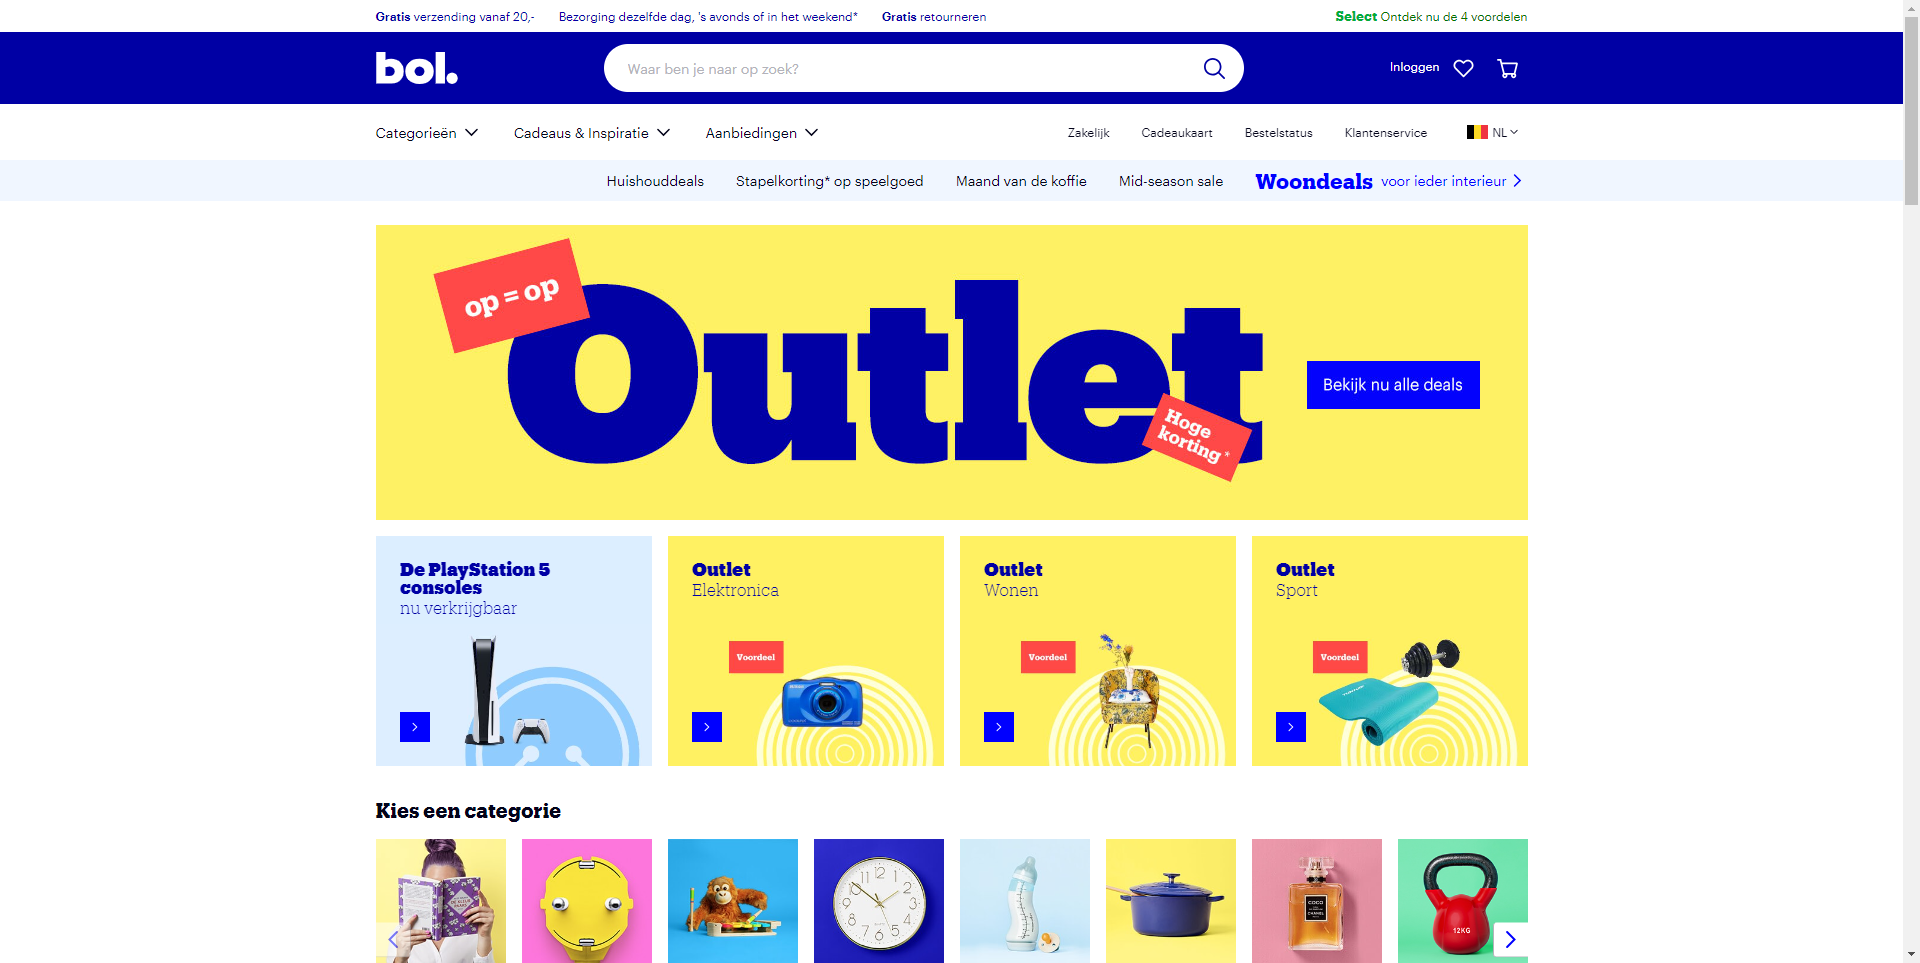 Gratis verzending vanaf 20,-
Bezorging dezelfde dag, 's avonds of in het weekend*
Gratis retourneren
Select Ontdek nu de 4 voordelen
bol.
Waar ben je naar op zoek?
Inloggen
Categorieën
Cadeaus & Inspiratie
Aanbiedingen
Zakelijk
Cadeaukaart
Bestelstatus
Klantenservice
NL
Huishouddeals
Stapelkorting* op speelgoed
Maand van de koffie
Mid-season sale
Woondeals voor ieder interieur
op = op
Outlet
Bekijk nu alle deals
Hoge
korting*
De PlayStation 5
consoles
nu verkrijgbaar
Outlet
Elektronica
Voordeel
Outlet
Wonen
Voordeel
Outlet
Sport
Voordeel
Kies een categorie
COCO
CHANEL
12KG